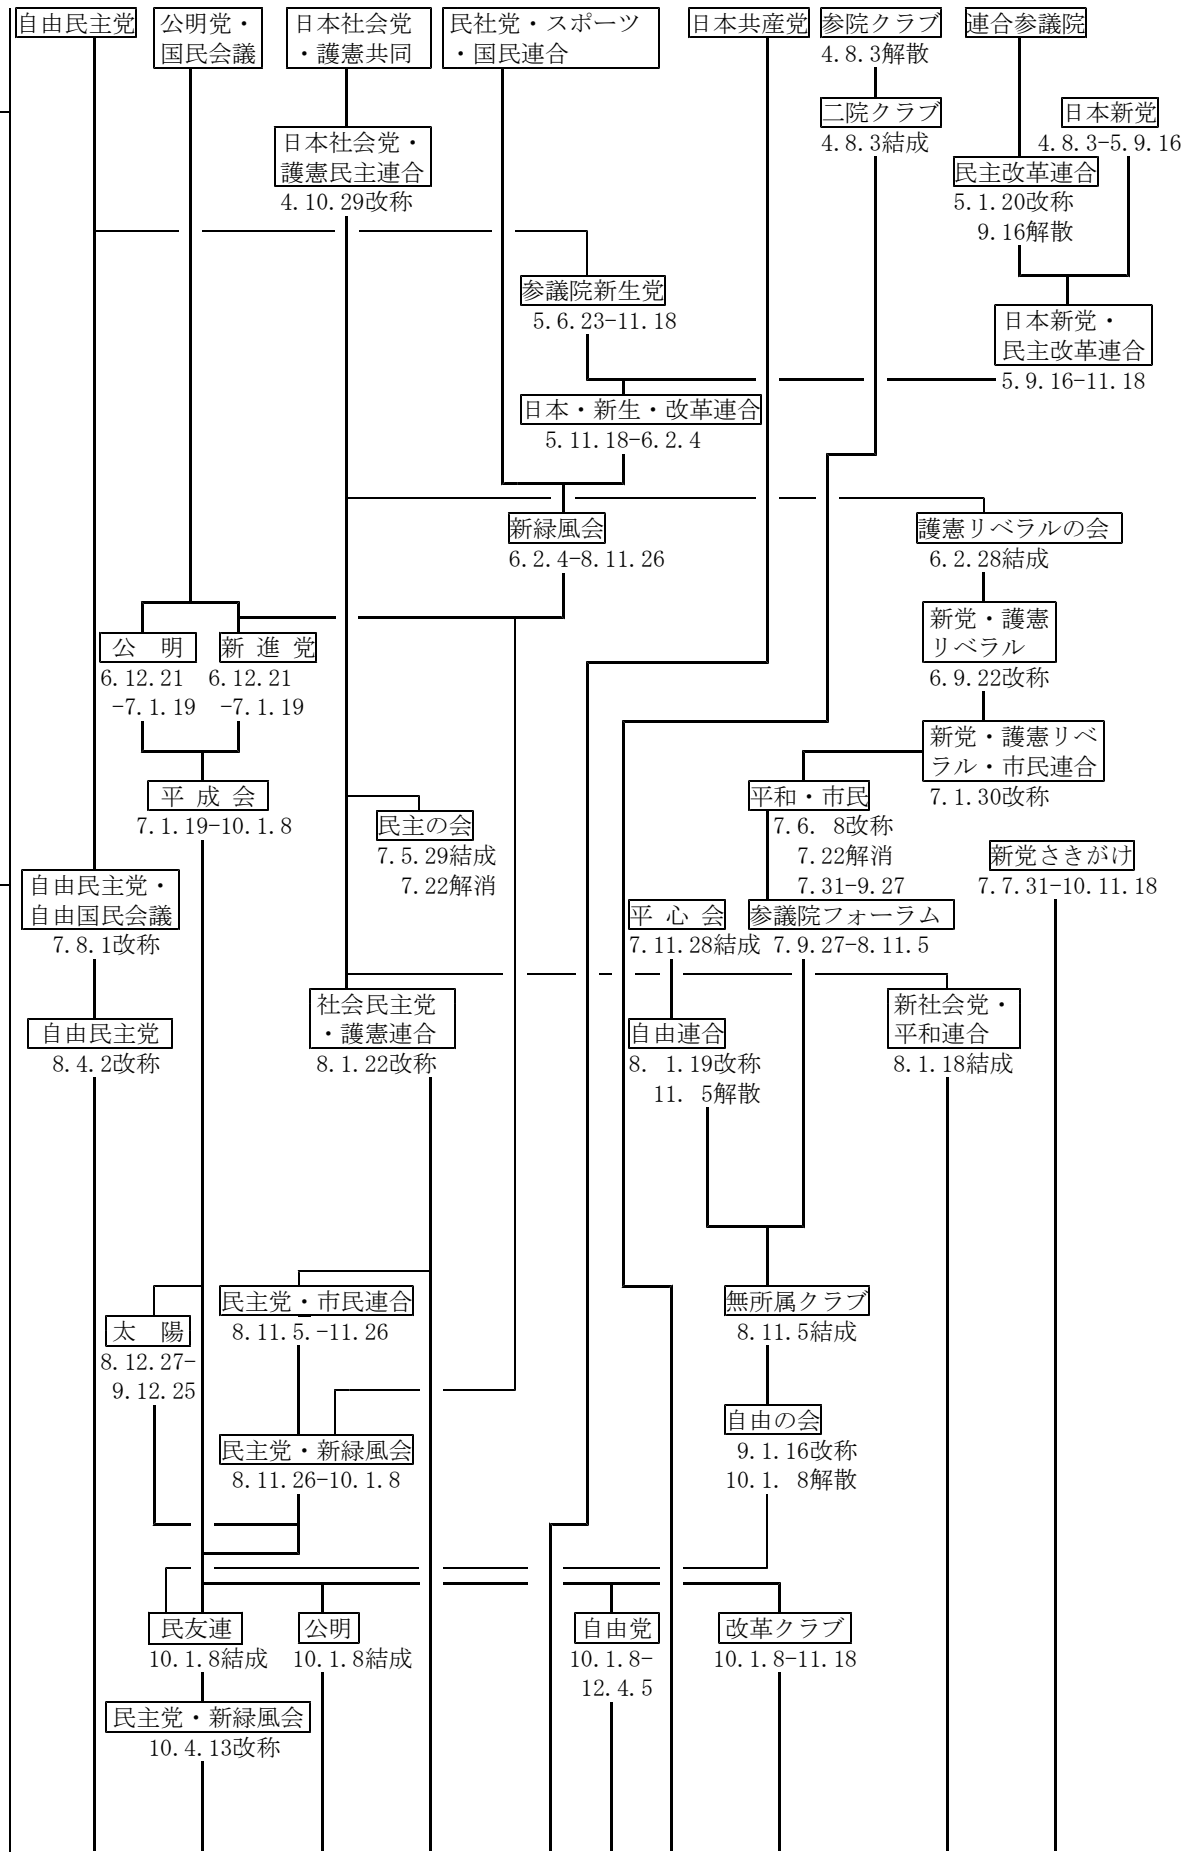 自由民主党
公明党・
国民会議
日本社会党
・護憲共同
民社党・スポーツ
・国民連合
日本共産党
参院クラブ
4.8.3解散
連合参議院
二院クラブ
4.8.3結成
日本新党
4.8.3-5.9.16
日本社会党・
護憲民主連合
4.10.29改称
民主改革連合
5.1.20改称
9.16解散
参議院新生党
5.6.23-11.18
日本新党・
民主改革連合
5.9.16-11.18
日本・新生・改革連合
5.11.18-6.2.4
新緑風会
6.2.4-8.11.26
護憲リベラルの会
6.2.28結成
公　明
6.12.21
-7.1.19
新 進 党
6.12.21
-7.1.19
新党・護憲
リベラル
6.9.22改称
新党・護憲リベ
ラル・市民連合
7.1.30改称
平 成 会
7.1.19-10.1.8
民主の会
7.5.29結成
7.22解消
平和・市民
7.6. 8改称
7.22解消
7.31-9.27
新党さきがけ
7.7.31-10.11.18
自由民主党・
自由国民会議
7.8.1改称
平 心 会
7.11.28結成
参議院フォーラム
7.9.27-8.11.5
社会民主党
・護憲連合
8.1.22改称
新社会党・
平和連合
8.1.18結成
自由民主党
8.4.2改称
自由連合
8. 1.19改称
11. 5解散
民主党・市民連合
8.11.5.-11.26
無所属クラブ
8.11.5結成
太　陽
8.12.27-
9.12.25
自由の会
9.1.16改称
10.1. 8解散
民主党・新緑風会
8.11.26-10.1.8
民友連
10.1.8結成
公明
10.1.8結成
自由党
10.1.8-
12.4.5
改革クラブ
10.1.8-11.18
民主党・新緑風会
10.4.13改称